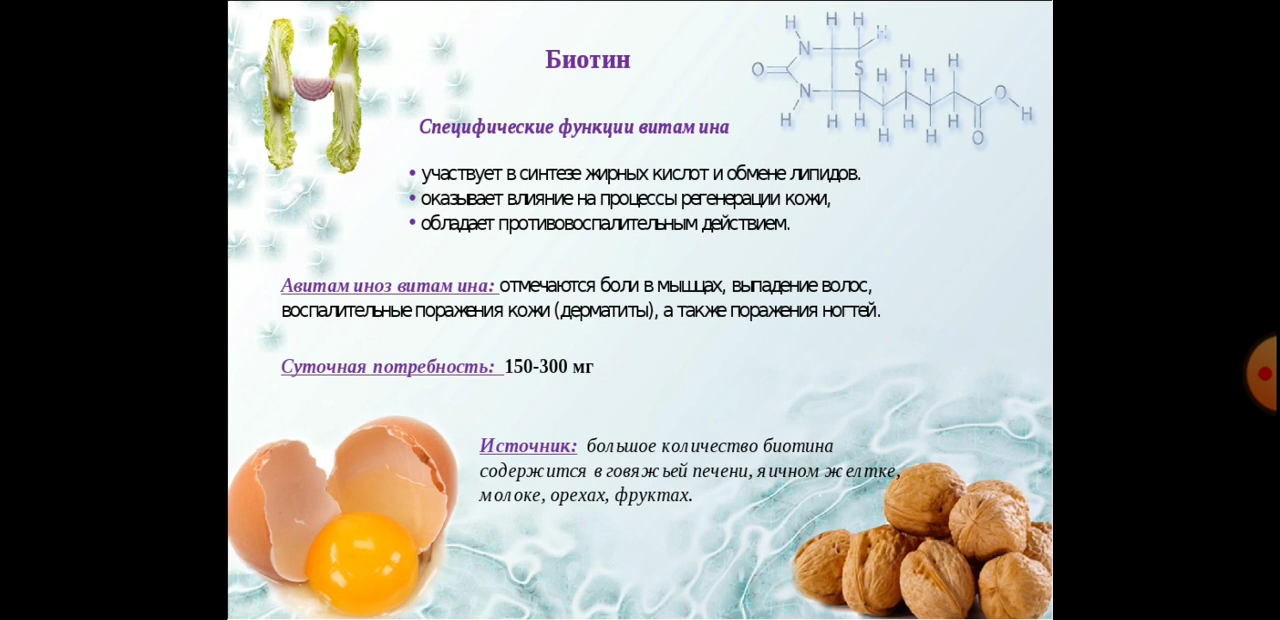 Биотин
Специфические функции витамина
• участвует в синтезе жирных кислот и обмене липидов.
• оказывает влияние на процессы регенерации кожи,
• обладает противовоспалительным действием.
Авитаминоз витамина: отмечаются боли в мышцах, выпадение волос,
воспалительные поражения кожи (дерматиты), а также поражения ногтей.
Суточная потребность: 150-300 мг
Источник: большое количество биотина
содержится в говяжьей печени, яичном желтке,
молоке, орехах, фруктах.
H
H H H
N
O S H H H H
N O H
H H H H H H O